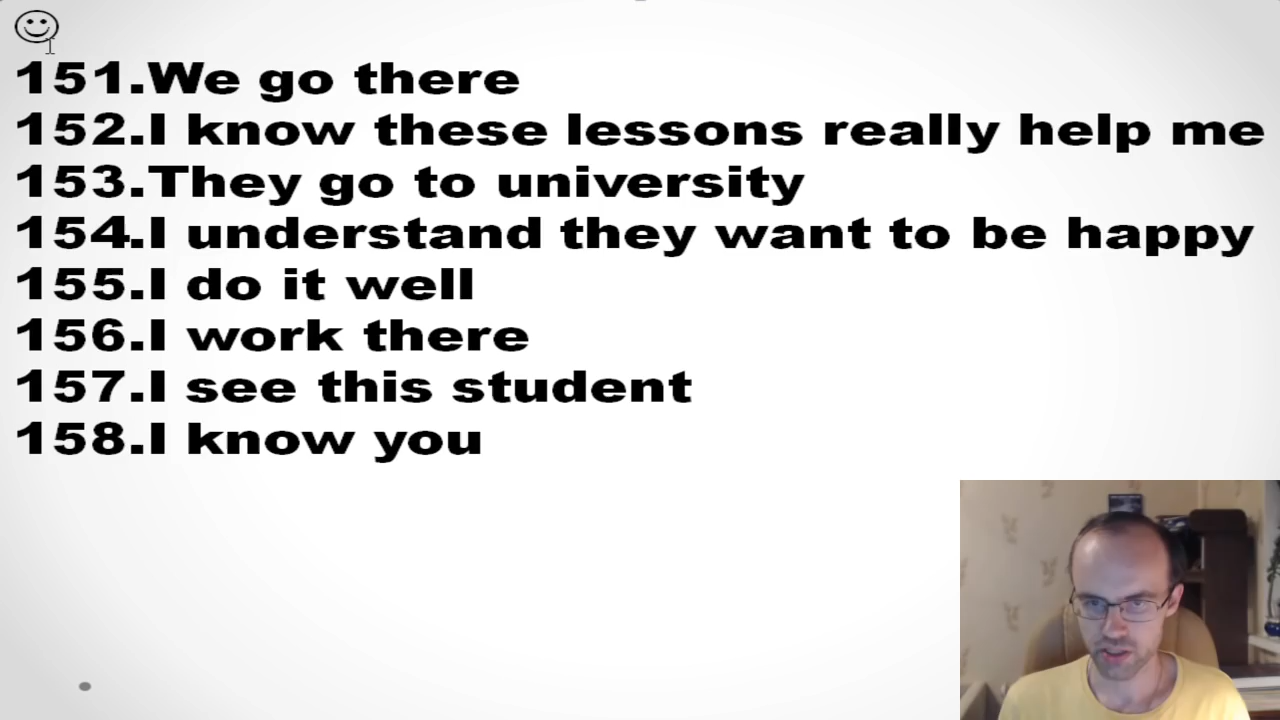 151.We go there
152.I know these lessons really help me
153.They go to university
154.I understand they want to be happy
155.I do it well
156.I work there
157.I see this student
158.I know you